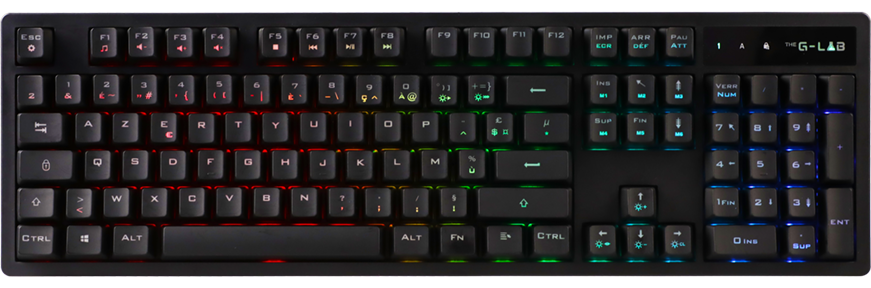 Esc F1 F2 F3 F4 F5 F6 F7 F8 F9 F10 F11 F12 IMP ECR ARR DÉF PAU ATT 1 A THE G-LAB
2 1 & 2 É ~ 3 " # 4 ' { 5 ( [ 6 - 7 È 8 _ \ 9 Ç ^ 0 À @ ° ) ] + = } INS M1 M2 M3 VERR NUM / * -
A Z E € R T Y U I O P ¨ ^ £ $ ¤ µ * SUP M4 FIN M5 M6 7 8 9 +
Q S D F G H J K L M % ù 4 5 6
> < W X C V B N ? , . ; / : § ! 1 FIN 2 3 ENT
CTRL ALT ALT FN CTRL 0 INS . SUP